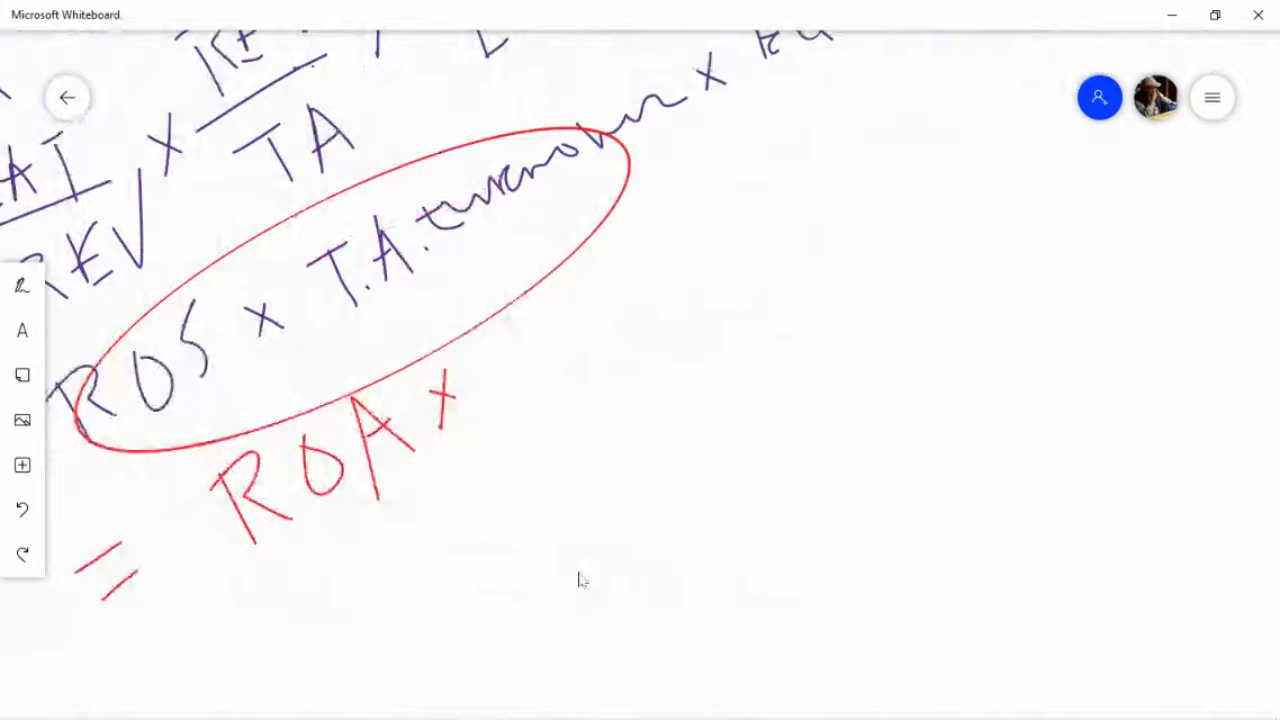 Microsoft Whiteboard
TA
REV ×
ROS × T.A. turnover ×
= ROA ×
A